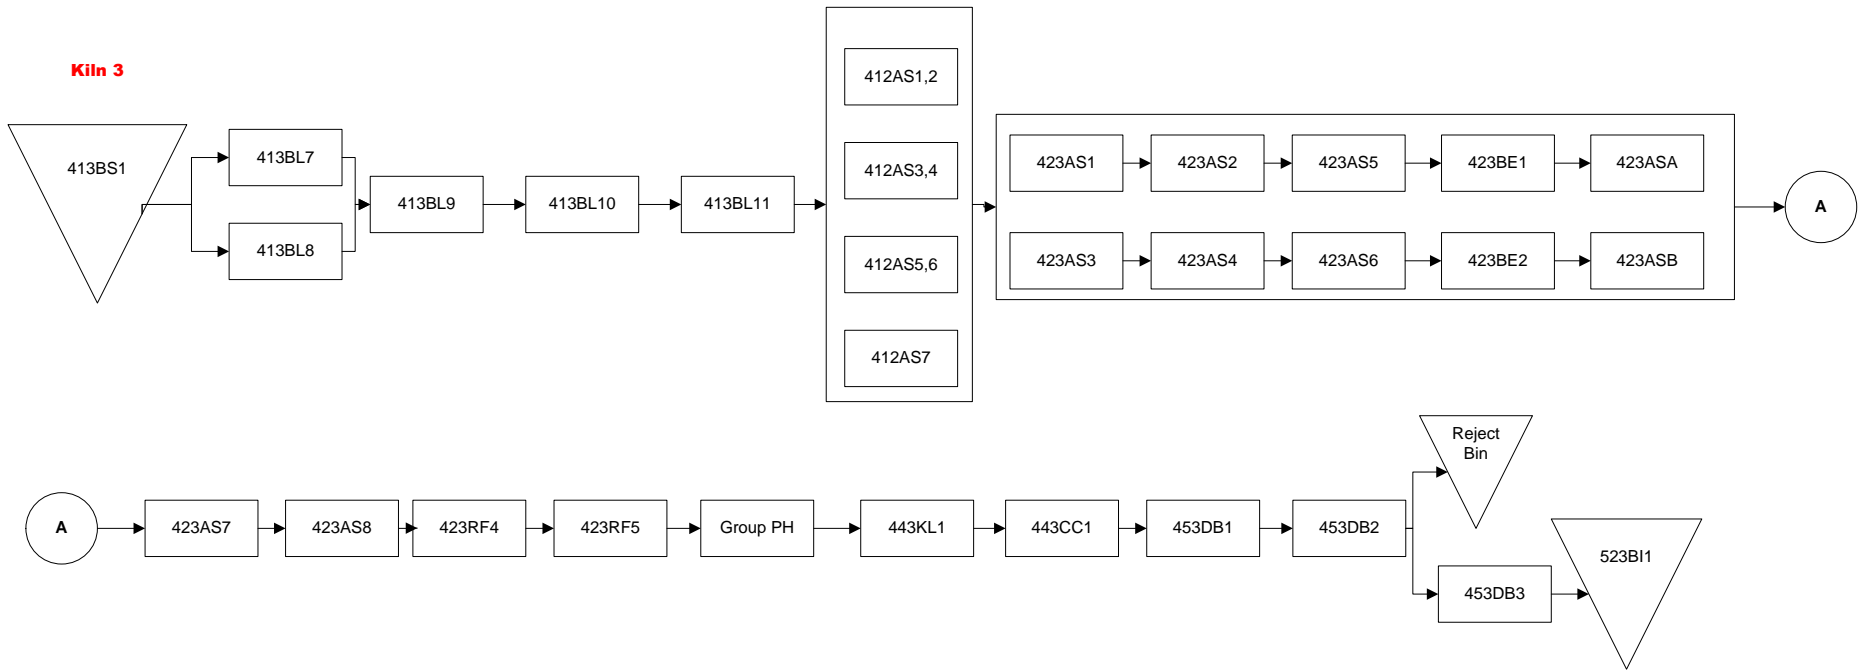 Kiln 3
413BS1
413BL7
413BL8
413BL9
413BL10
413BL11
412AS1,2
412AS3,4
412AS5,6
412AS7
423AS1
423AS2
423AS5
423BE1
423ASA
423AS3
423AS4
423AS6
423BE2
423ASB
A
A
423AS7
423AS8
423RF4
423RF5
Group PH
443KL1
443CC1
453DB1
453DB2
Reject
Bin
453DB3
523BI1